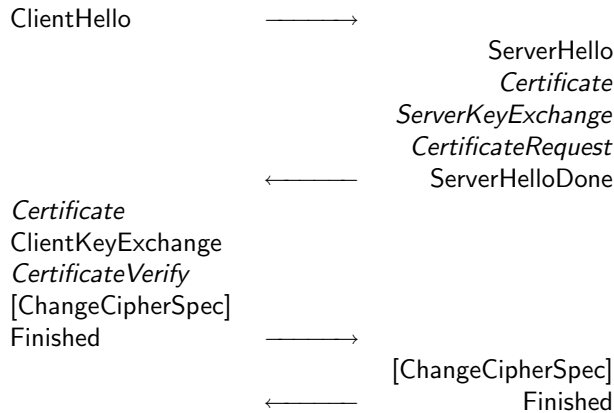 ClientHello
ServerHello
Certificate
ServerKeyExchange
CertificateRequest
ServerHelloDone
Certificate
ClientKeyExchange
CertificateVerify
[ChangeCipherSpec]
Finished
[ChangeCipherSpec]
Finished